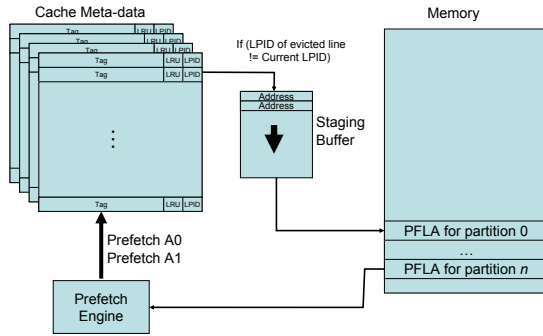 Cache Meta-data
Memory
Tag LRU LPID
Tag LRU LPID
Tag LRU LPID
Tag LRU LPID
Tag LRU LPID
If (LPID of evicted line
!= Current LPID)
Address
Address
Staging
Buffer
⋮
Tag LRU LPID
PFLA for partition 0
...
PFLA for partition n
Prefetch A0
Prefetch A1
Prefetch
Engine